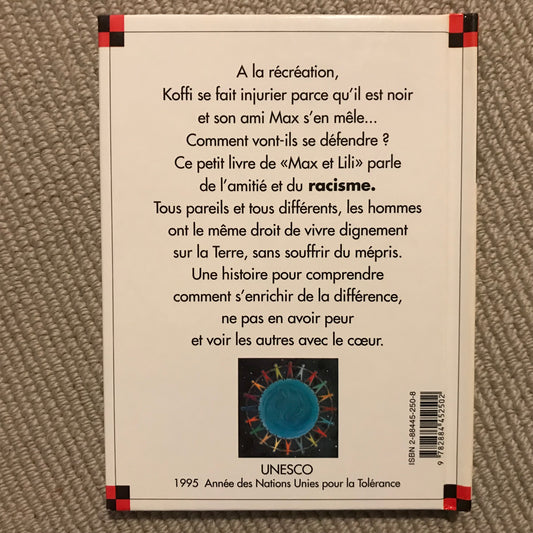 A la récréation,
Koffi se fait injurier parce qu'il est noir
et son ami Max s'en mêle...
Comment vont-ils se défendre ?
Ce petit livre de «Max et Lili» parle
de l'amitié et du racisme.
Tous pareils et tous différents, les hommes
ont le même droit de vivre dignement
sur la Terre, sans souffrir du mépris.
Une histoire pour comprendre
comment s'enrichir de la différence,
ne pas en avoir peur
et voir les autres avec le cœur.
UNESCO
1995 Année des Nations Unies pour la Tolérance
ISBN 2-88445-250-8
9 782884 452502